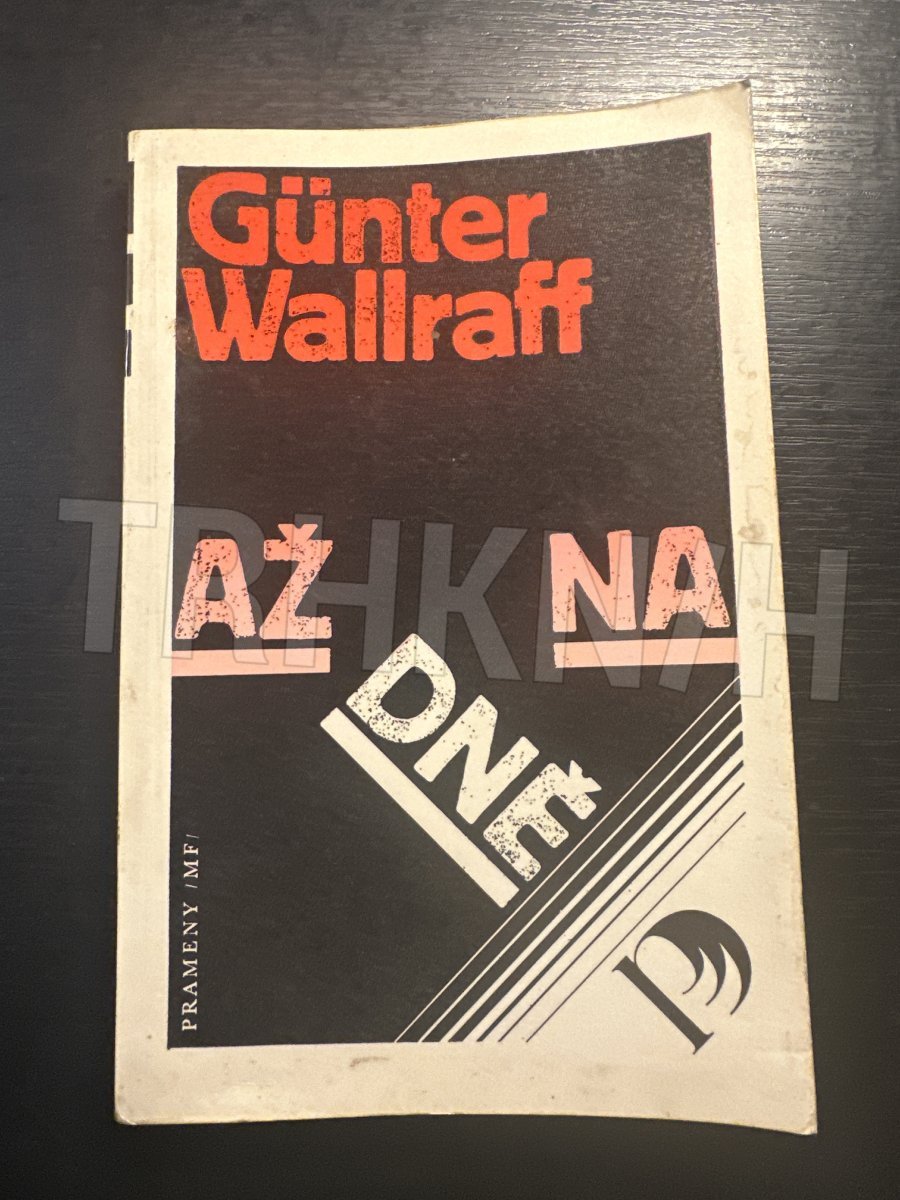 Günter
Wallraff
AŽ NA
DNĚ
PRAMENY /MF/
TRHKNIH